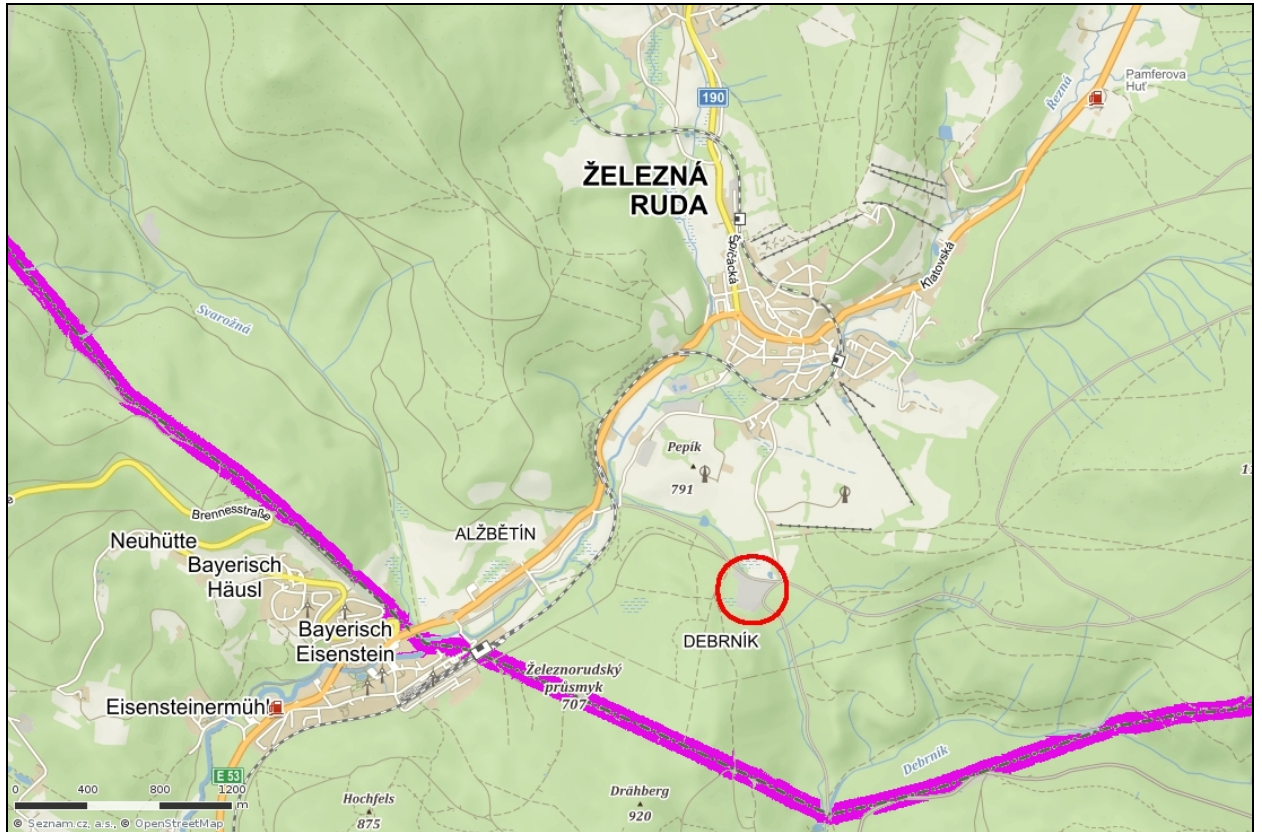 Pamferova
Huť
Řezná
190
ŽELEZNÁ
RUDA
Špičácká
Klatovská
Svarožná
Pepík
791
Brennesstraße
Neuhütte
ALŽBĚTÍN
Bayerisch
Häusl
Bayerisch
Eisenstein
DEBRNÍK
Železnorudský
průsmyk
707
Eisensteinermühl
Debrník
E 53
0 400 800 1200
m
Hochfels
875
Drähberg
920
© Seznam.cz, a.s., © OpenStreetMap